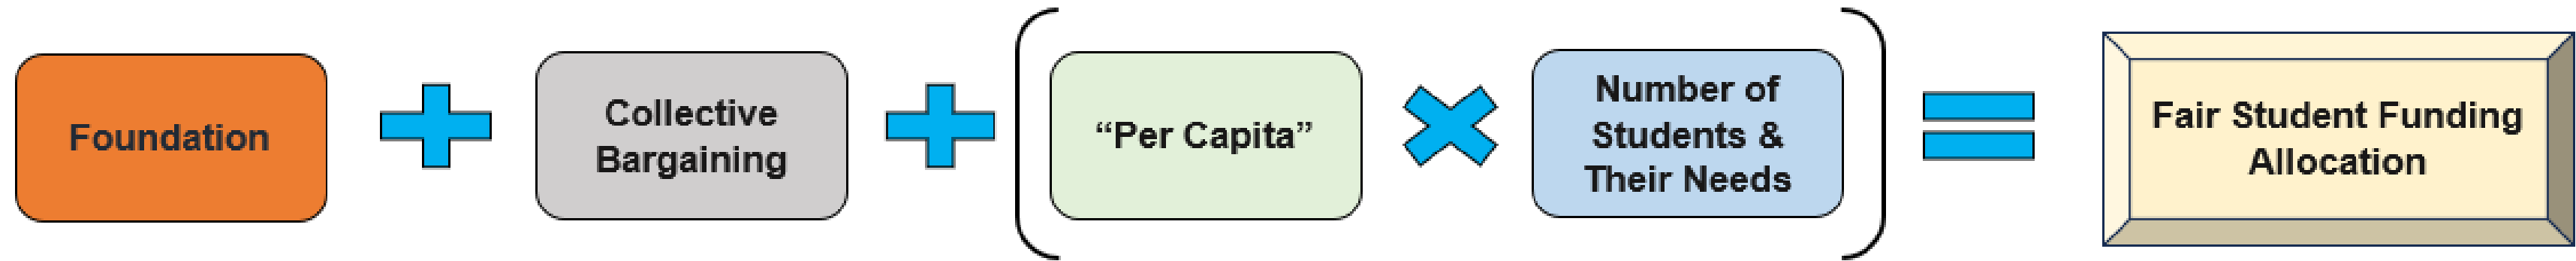 Foundation
Collective
Bargaining
“Per Capita”
Number of
Students &
Their Needs
Fair Student Funding
Allocation